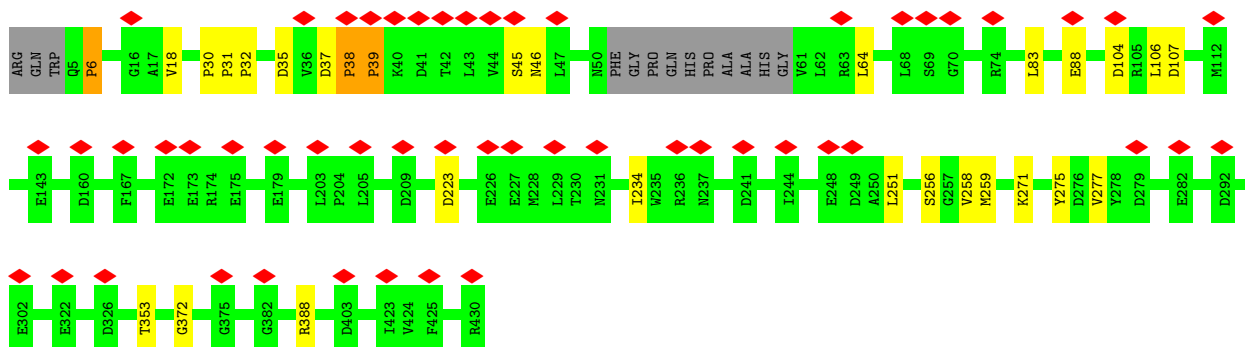 ARG GLN TRP Q5 P6 G16 A17 V18 P30 P31 P32 D35 V36 D37 P38 P39 K40 D41 T42 L43 V44 S45 N46 L47 N50 PHE GLY PRO GLN HIS PRO ALA ALA HIS GLY V61 L62 R63 L64 L68 S69 G70 R74 L83 E88 D104 R105 L106 D107 M112
E143 D160 F167 E172 E173 R174 E175 E179 L203 P204 L205 D209 D223 E226 E227 M228 L229 T230 N231 I234 W235 R236 N237 D241 I244 E248 D249 A250 L251 S256 G257 V258 M259 K271 Y275 D276 V277 Y278 D279 E282 D292
E302 E322 D326 T353 G372 G375 G382 R388 D403 I423 V424 F425 R430